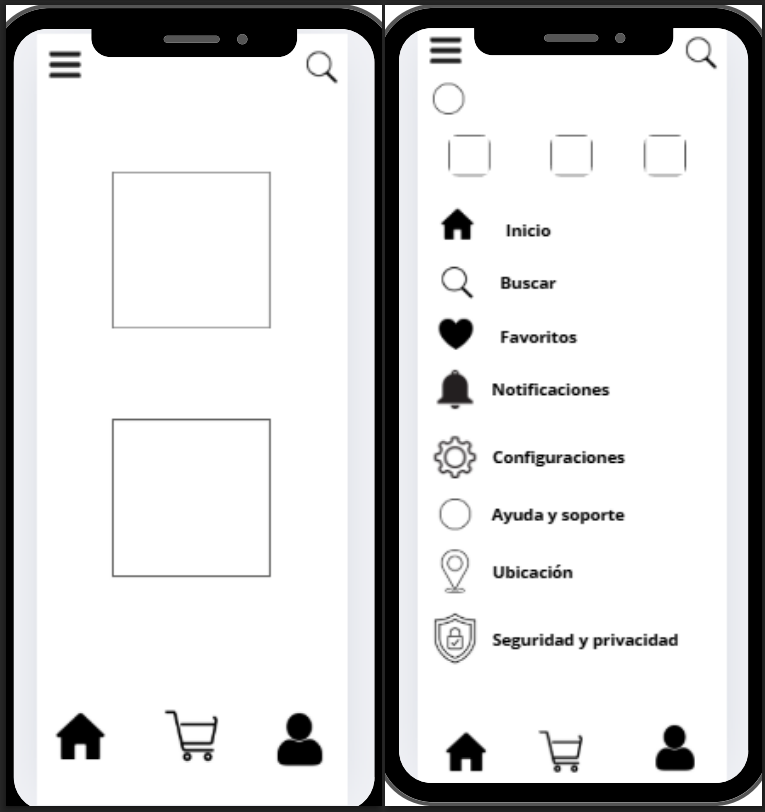 Inicio
Buscar
Favoritos
Notificaciones
Configuraciones
Ayuda y soporte
Ubicación
Seguridad y privacidad